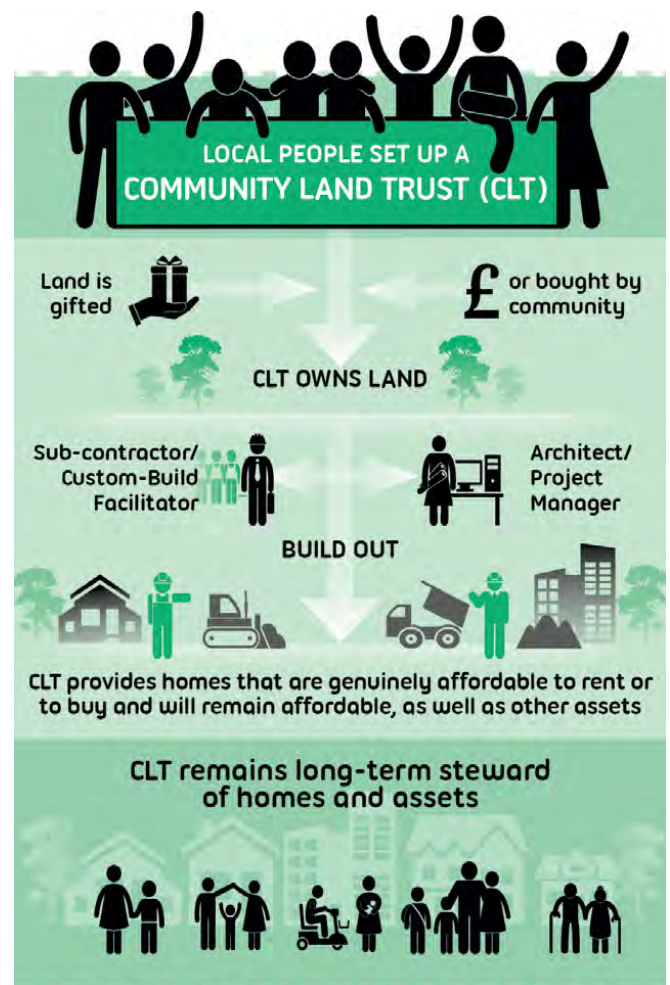 LOCAL PEOPLE SET UP A
COMMUNITY LAND TRUST (CLT)
Land is
gifted
£
or bought by
community
CLT OWNS LAND
Sub-contractor/
Custom-Build
Facilitator
Architect/
Project
Manager
BUILD OUT
CLT provides homes that are genuinely affordable to rent or
to buy and will remain affordable, as well as other assets
CLT remains long-term steward
of homes and assets